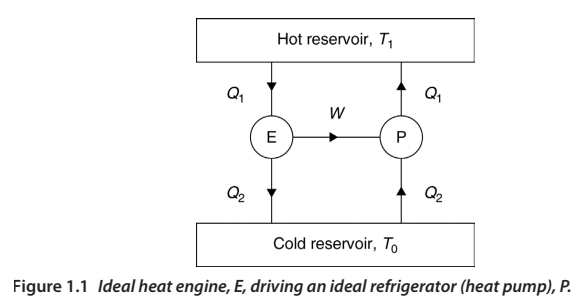 Hot reservoir, T₁
Q₁
Q₁
W
E
P
Q₂
Q₂
Cold reservoir, T₀
Figure 1.1 Ideal heat engine, E, driving an ideal refrigerator (heat pump), P.